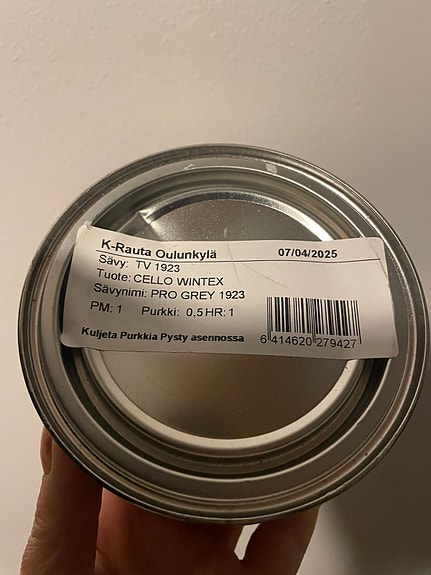 K-Rauta Oulunkylä 07/04/2025
Sävy: TV 1923
Tuote: CELLO WINTEX
Sävynimi: PRO GREY 1923
PM: 1 Purkki: 0,5 HR: 1
Kuljeta Purkkia Pysty asennossa
6 414620 279427